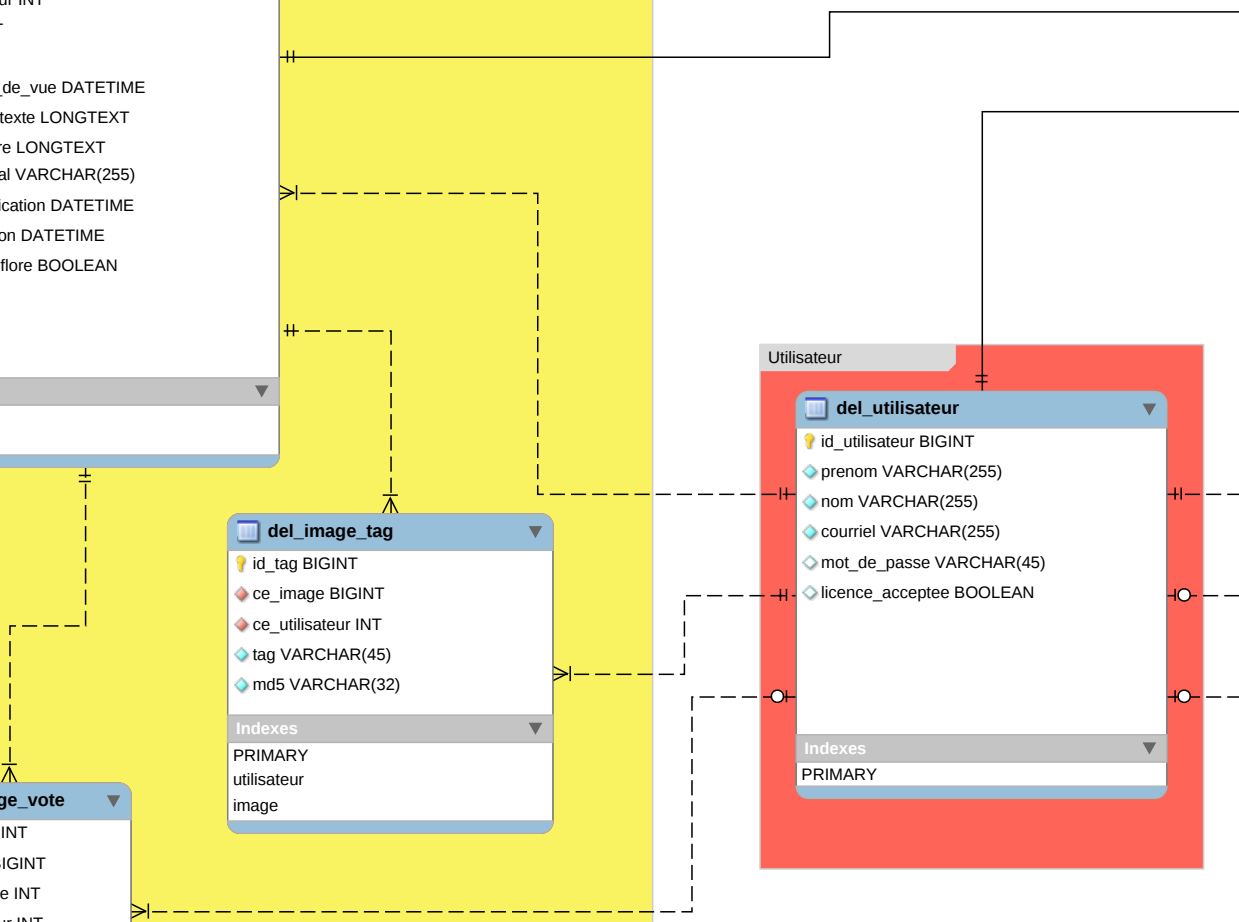 INT
_de_vue DATETIME
texte LONGTEXT
re LONGTEXT
al VARCHAR(255)
ication DATETIME
on DATETIME
flore BOOLEAN
Utilisateur
del_utilisateur
id_utilisateur BIGINT
prenom VARCHAR(255)
nom VARCHAR(255)
courriel VARCHAR(255)
mot_de_passe VARCHAR(45)
licence_acceptee BOOLEAN
Indexes
PRIMARY
del_image_tag
id_tag BIGINT
ce_image BIGINT
ce_utilisateur INT
tag VARCHAR(45)
md5 VARCHAR(32)
Indexes
PRIMARY
utilisateur
image
ge_vote
INT
BIGINT
e INT
ur INT